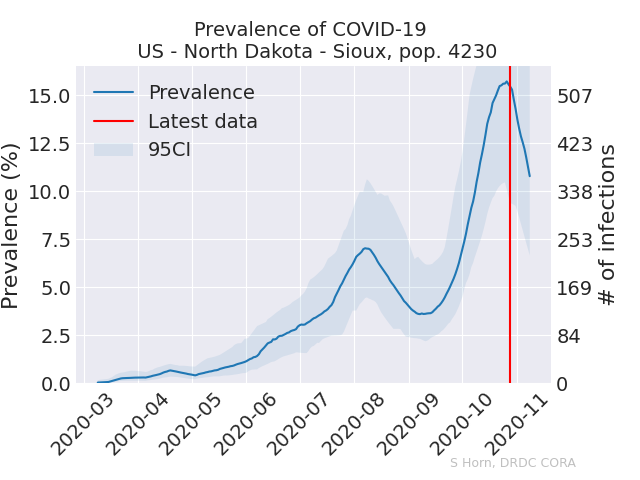 Prevalence of COVID-19
US - North Dakota - Sioux, pop. 4230
Prevalence (%)
15.0
12.5
10.0
7.5
5.0
2.5
0.0
Prevalence
Latest data
95CI
507
423
338
253
169
84
0
# of infections
2020-03
2020-04
2020-05
2020-06
2020-07
2020-08
2020-09
2020-10
2020-11
S Horn, DRDC CORA